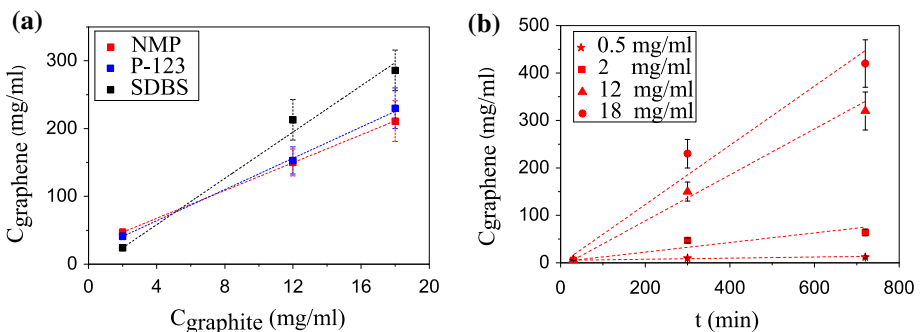 (a)
NMP
P-123
SDBS
300
200
100
0
0 4 8 12 16 20
Cgraphene (mg/ml)
Cgraphite (mg/ml)
(b)
0.5 mg/ml
2 mg/ml
12 mg/ml
18 mg/ml
500
400
300
200
100
0
0 200 400 600 800
Cgraphene (mg/ml)
t (min)